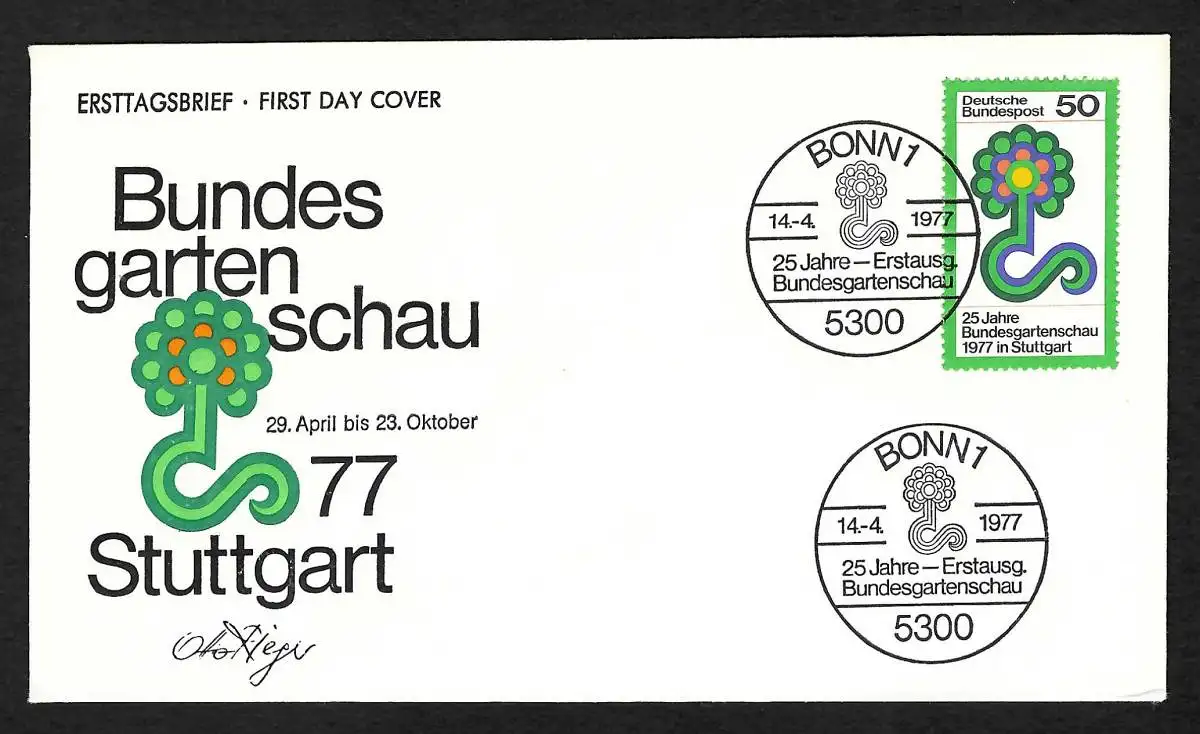 ERSTTAGSBRIEF · FIRST DAY COVER
Bundes
garten
schau
29. April bis 23. Oktober
77
Stuttgart
Deutsche
Bundespost 50
25 Jahre
Bundesgartenschau
1977 in Stuttgart
BONN 1
14.-4. 1977
25 Jahre – Erstausg.
Bundesgartenschau
5300
BONN 1
14.-4. 1977
25 Jahre – Erstausg.
Bundesgartenschau
5300